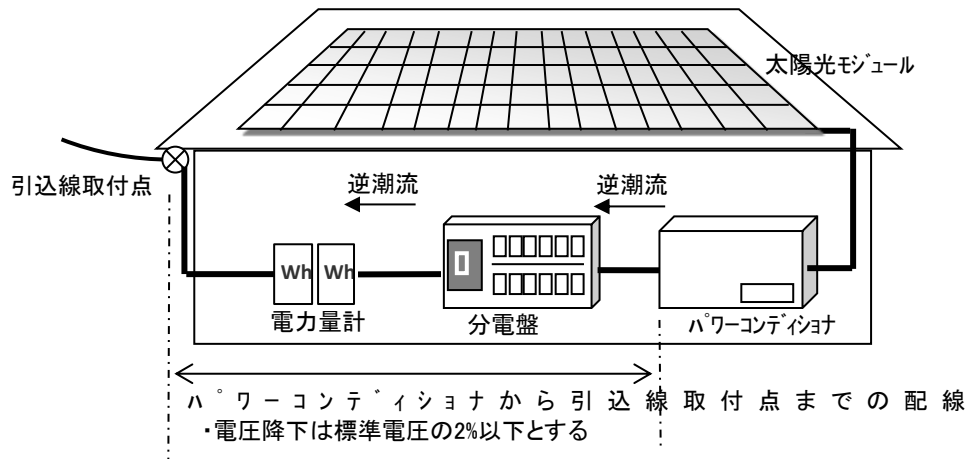 太陽光モジュール
引込線取付点
逆潮流
逆潮流
Wh Wh
電力量計
分電盤
パワーコンディショナ
パワーコンディショナから引込線取付点までの配線
・電圧降下は標準電圧の2%以下とする